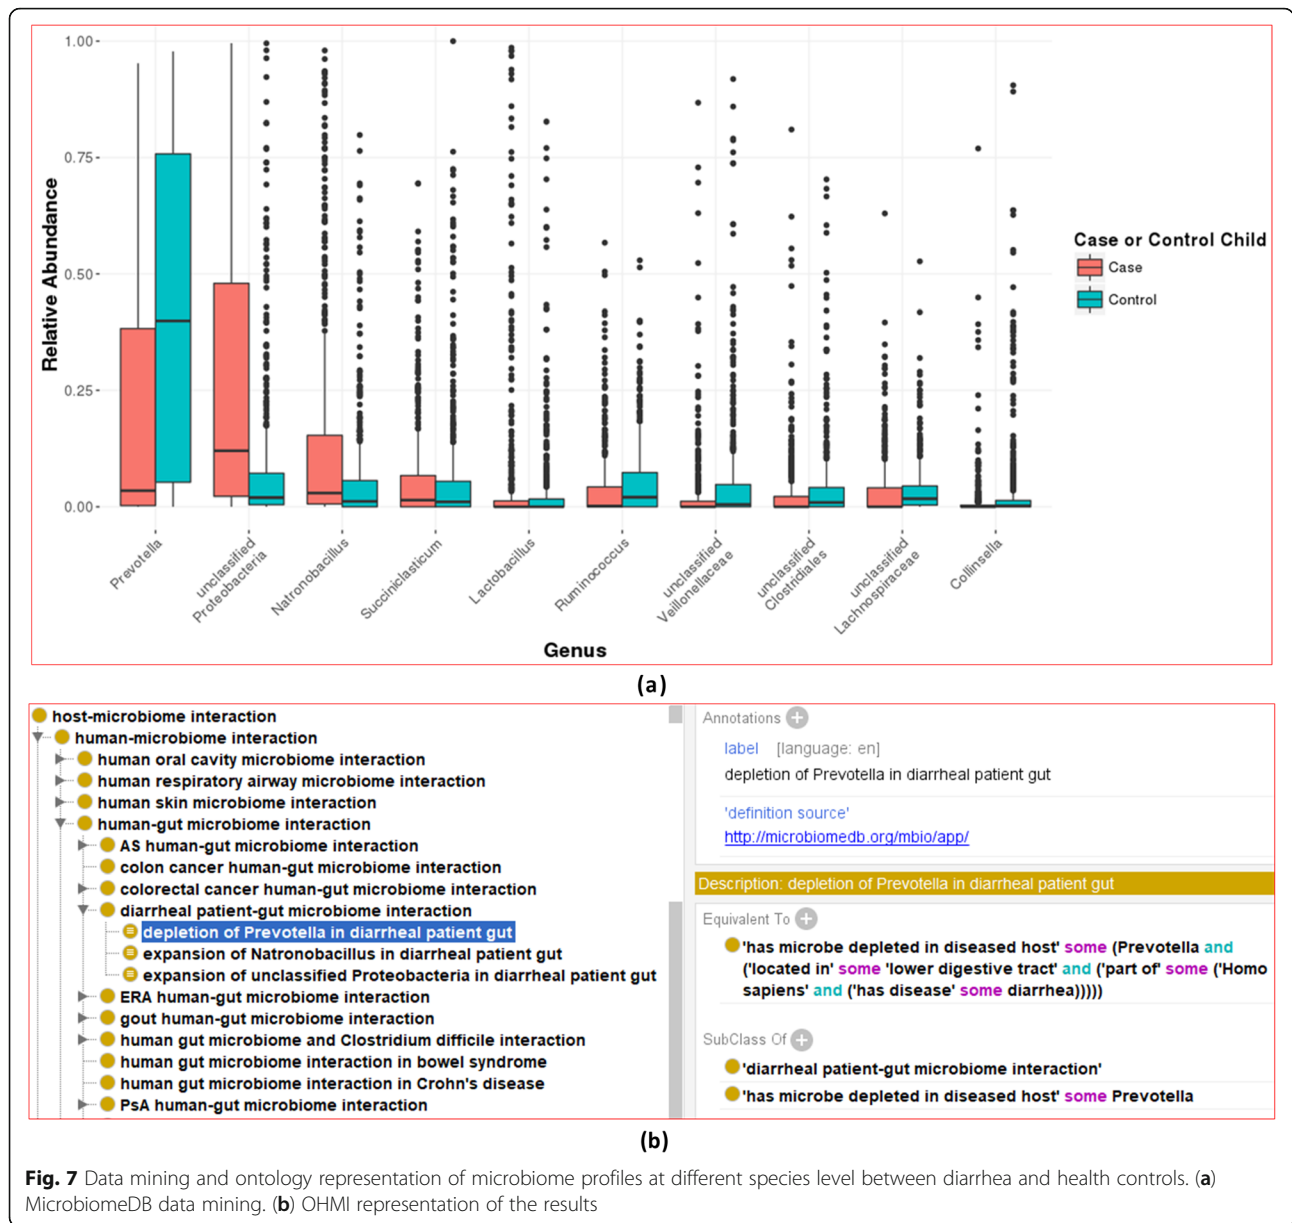 1.00
0.75
0.50
0.25
0.00
Relative Abundance
Prevotella
unclassified
Proteobacteria
Natronobacillus
Succiniclasticum
Lactobacillus
Ruminococcus
unclassified
Veillonellaceae
unclassified
Clostridiales
unclassified
Lachnospiraceae
Collinsella
Genus
Case or Control Child
Case
Control
(a)
host-microbiome interaction
human-microbiome interaction
human oral cavity microbiome interaction
human respiratory airway microbiome interaction
human skin microbiome interaction
human-gut microbiome interaction
AS human-gut microbiome interaction
colon cancer human-gut microbiome interaction
colorectal cancer human-gut microbiome interaction
diarrheal patient-gut microbiome interaction
depletion of Prevotella in diarrheal patient gut
expansion of Natronobacillus in diarrheal patient gut
expansion of unclassified Proteobacteria in diarrheal patient gut
ERA human-gut microbiome interaction
gout human-gut microbiome interaction
human gut microbiome and Clostridium difficile interaction
human gut microbiome interaction in bowel syndrome
human gut microbiome interaction in Crohn's disease
PsA human-gut microbiome interaction
Annotations
label [language: en]
depletion of Prevotella in diarrheal patient gut
'definition source'
http://microbiomedb.org/mbio/app/
Description: depletion of Prevotella in diarrheal patient gut
Equivalent To
'has microbe depleted in diseased host' some (Prevotella and
('located in' some 'lower digestive tract' and ('part of' some ('Homo
sapiens' and ('has disease' some diarrhea)))))
SubClass Of
'diarrheal patient-gut microbiome interaction'
'has microbe depleted in diseased host' some Prevotella
(b)
Fig. 7 Data mining and ontology representation of microbiome profiles at different species level between diarrhea and health controls. (a)
MicrobiomeDB data mining. (b) OHMI representation of the results